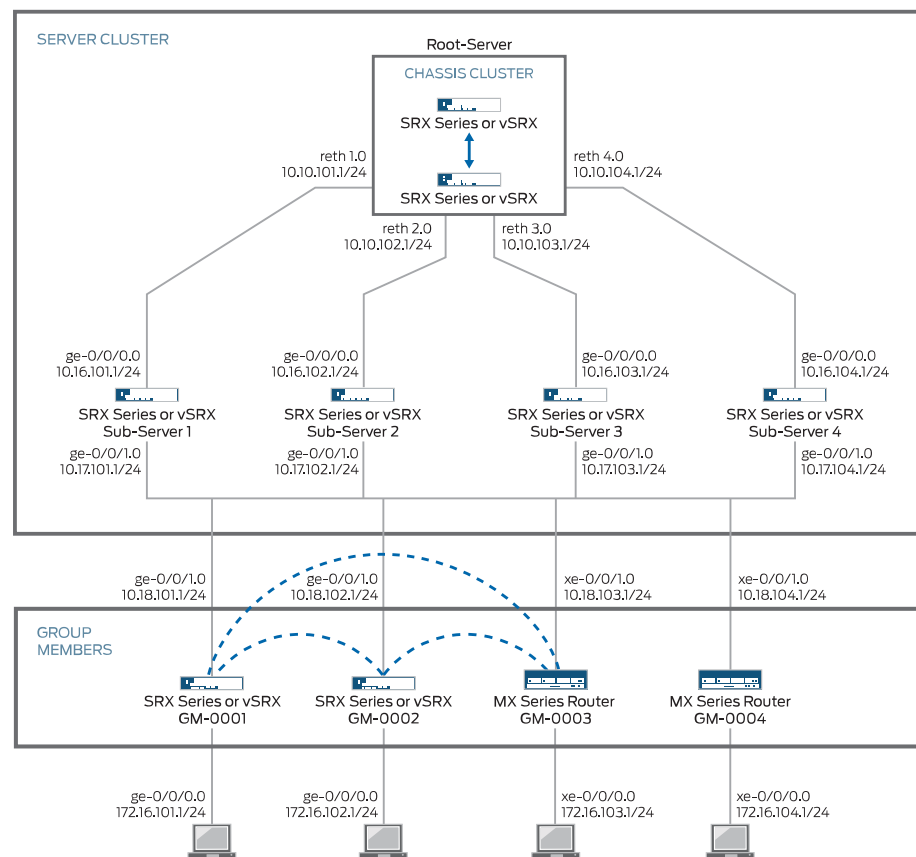 SERVER CLUSTER
Root-Server
CHASSIS CLUSTER
SRX Series or vSRX
SRX Series or vSRX
reth 1.0
10.10.101.1/24
reth 4.0
10.10.104.1/24
reth 2.0
10.10.102.1/24
reth 3.0
10.10.103.1/24
ge-0/0/0.0
10.16.101.1/24
ge-0/0/0.0
10.16.102.1/24
ge-0/0/0.0
10.16.103.1/24
ge-0/0/0.0
10.16.104.1/24
SRX Series or vSRX
Sub-Server 1
SRX Series or vSRX
Sub-Server 2
SRX Series or vSRX
Sub-Server 3
SRX Series or vSRX
Sub-Server 4
ge-0/0/1.0
10.17.101.1/24
ge-0/0/1.0
10.17.102.1/24
ge-0/0/1.0
10.17.103.1/24
ge-0/0/1.0
10.17.104.1/24
ge-0/0/1.0
10.18.101.1/24
ge-0/0/1.0
10.18.102.1/24
xe-0/0/1.0
10.18.103.1/24
xe-0/0/1.0
10.18.104.1/24
GROUP
MEMBERS
SRX Series or vSRX
GM-0001
SRX Series or vSRX
GM-0002
MX Series Router
GM-0003
MX Series Router
GM-0004
ge-0/0/0.0
172.16.101.1/24
ge-0/0/0.0
172.16.102.1/24
xe-0/0/0.0
172.16.103.1/24
xe-0/0/0.0
172.16.104.1/24